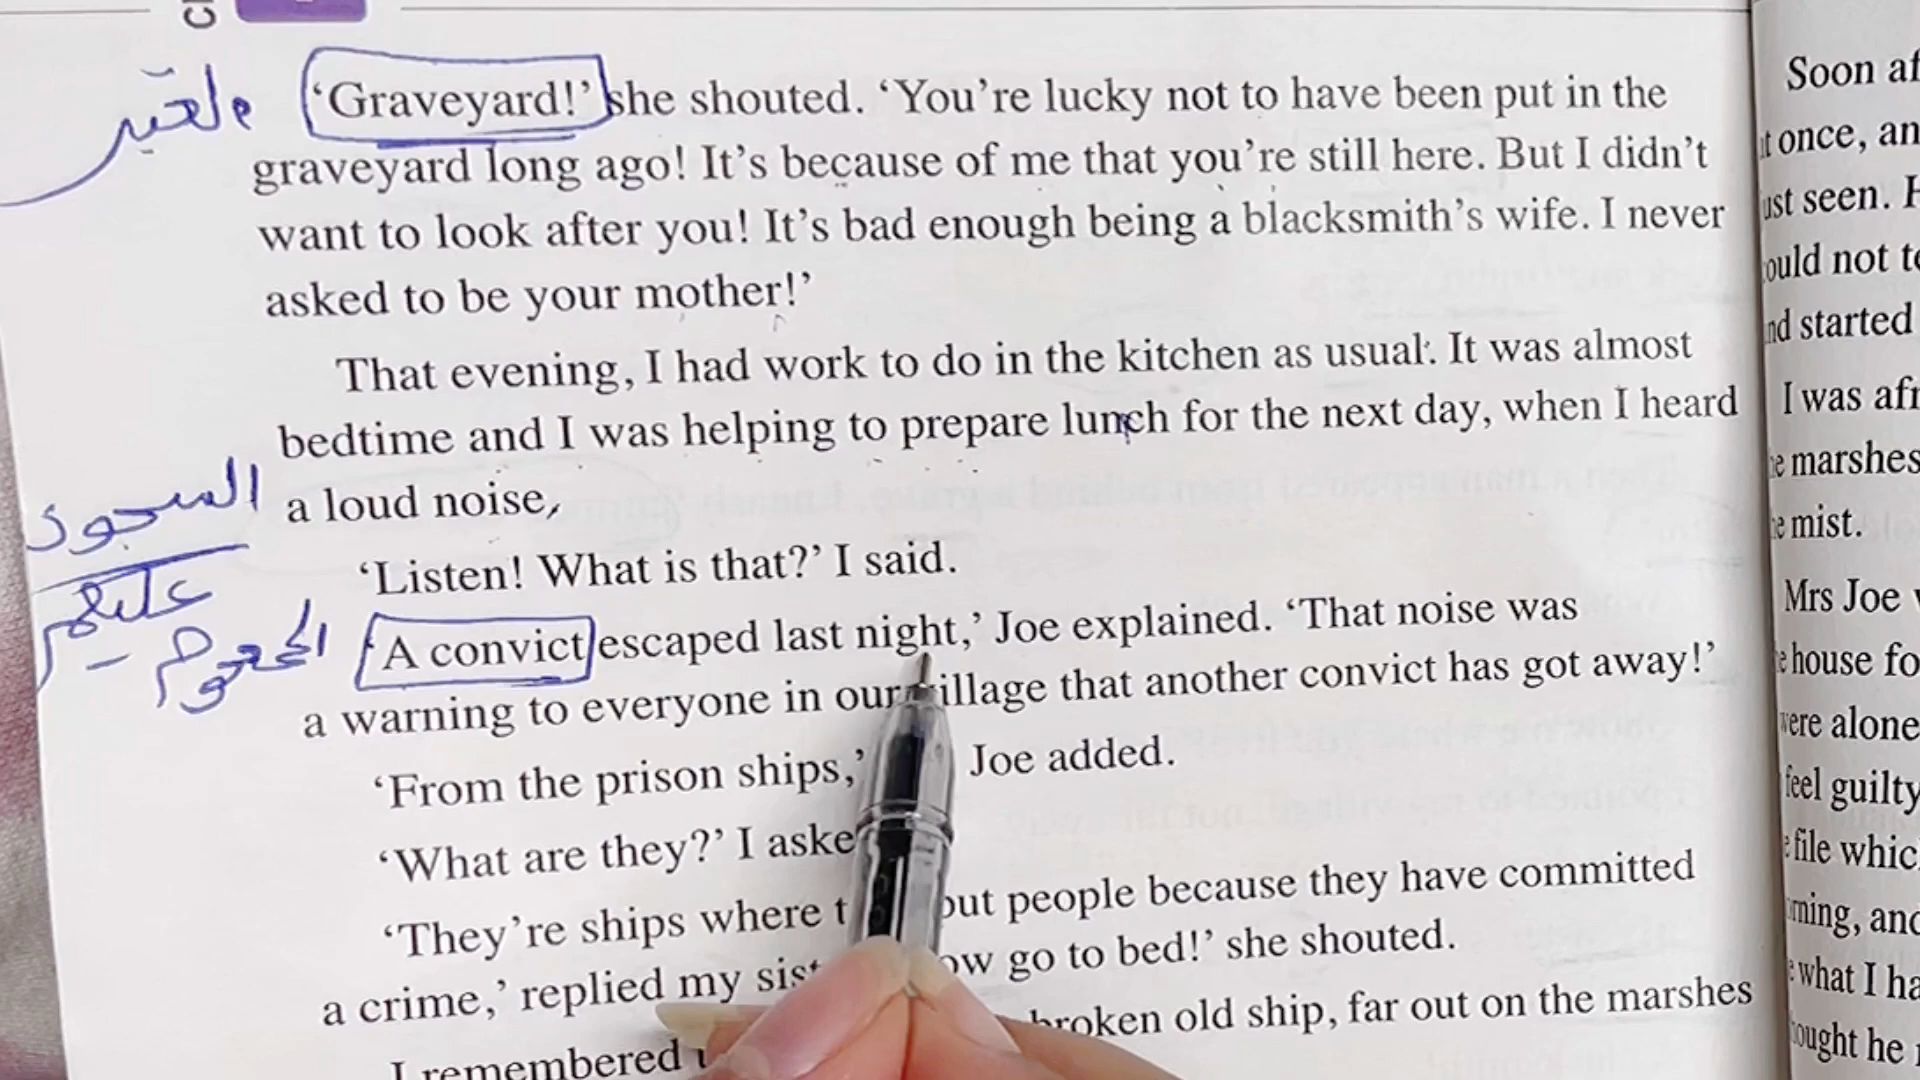 ‘Graveyard!’ she shouted. ‘You’re lucky not to have been put in the
graveyard long ago! It’s because of me that you’re still here. But I didn’t
want to look after you! It’s bad enough being a blacksmith’s wife. I never
asked to be your mother!’
That evening, I had work to do in the kitchen as usual. It was almost
bedtime and I was helping to prepare lunch for the next day, when I heard
a loud noise,
‘Listen! What is that?’ I said.
‘A convict escaped last night,’ Joe explained. ‘That noise was
a warning to everyone in our village that another convict has got away!’
‘From the prison ships,’ Joe added.
‘What are they?’ I aske
‘They’re ships where put people because they have committed
a crime,’ replied my sis ow go to bed!’ she shouted.
I remembered broken old ship, far out on the marshes
المسجون
عليهم
Soon af
once, an
ust seen. H
ould not to
nd started
I was afr
marshes
mist.
Mrs Joe
house fo
were alone
feel guilty
file whic
rning, and
what I ha
ought he